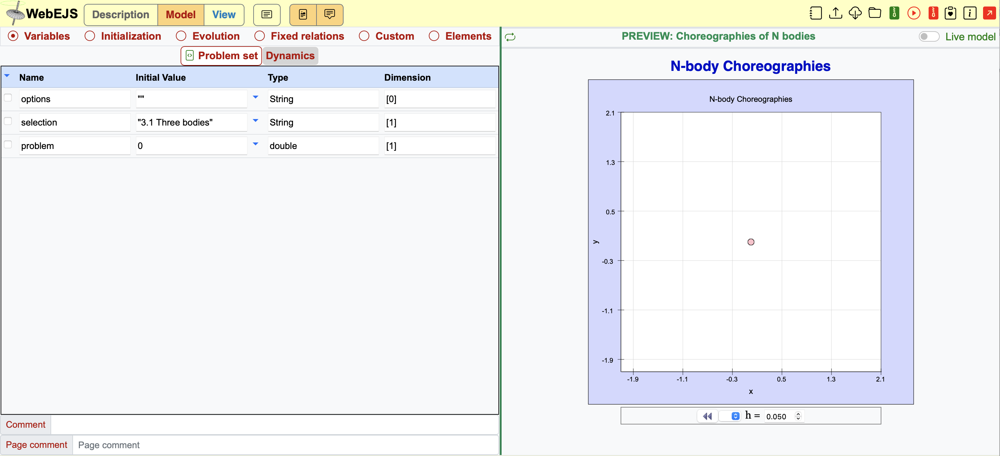 WebEJS Description Model View
Variables Initialization Evolution Fixed relations Custom Elements
Problem set Dynamics
Name Initial Value Type Dimension
options "" String [0]
selection "3.1 Three bodies" String [1]
problem 0 double [1]
Comment
Page comment Page comment
PREVIEW: Choreographies of N bodies Live model
N-body Choreographies
N-body Choreographies
2.1
1.3
0.5
-0.3
-1.1
-1.9
y
-1.9 -1.1 -0.3 0.5 1.3 2.1
x
h = 0.050